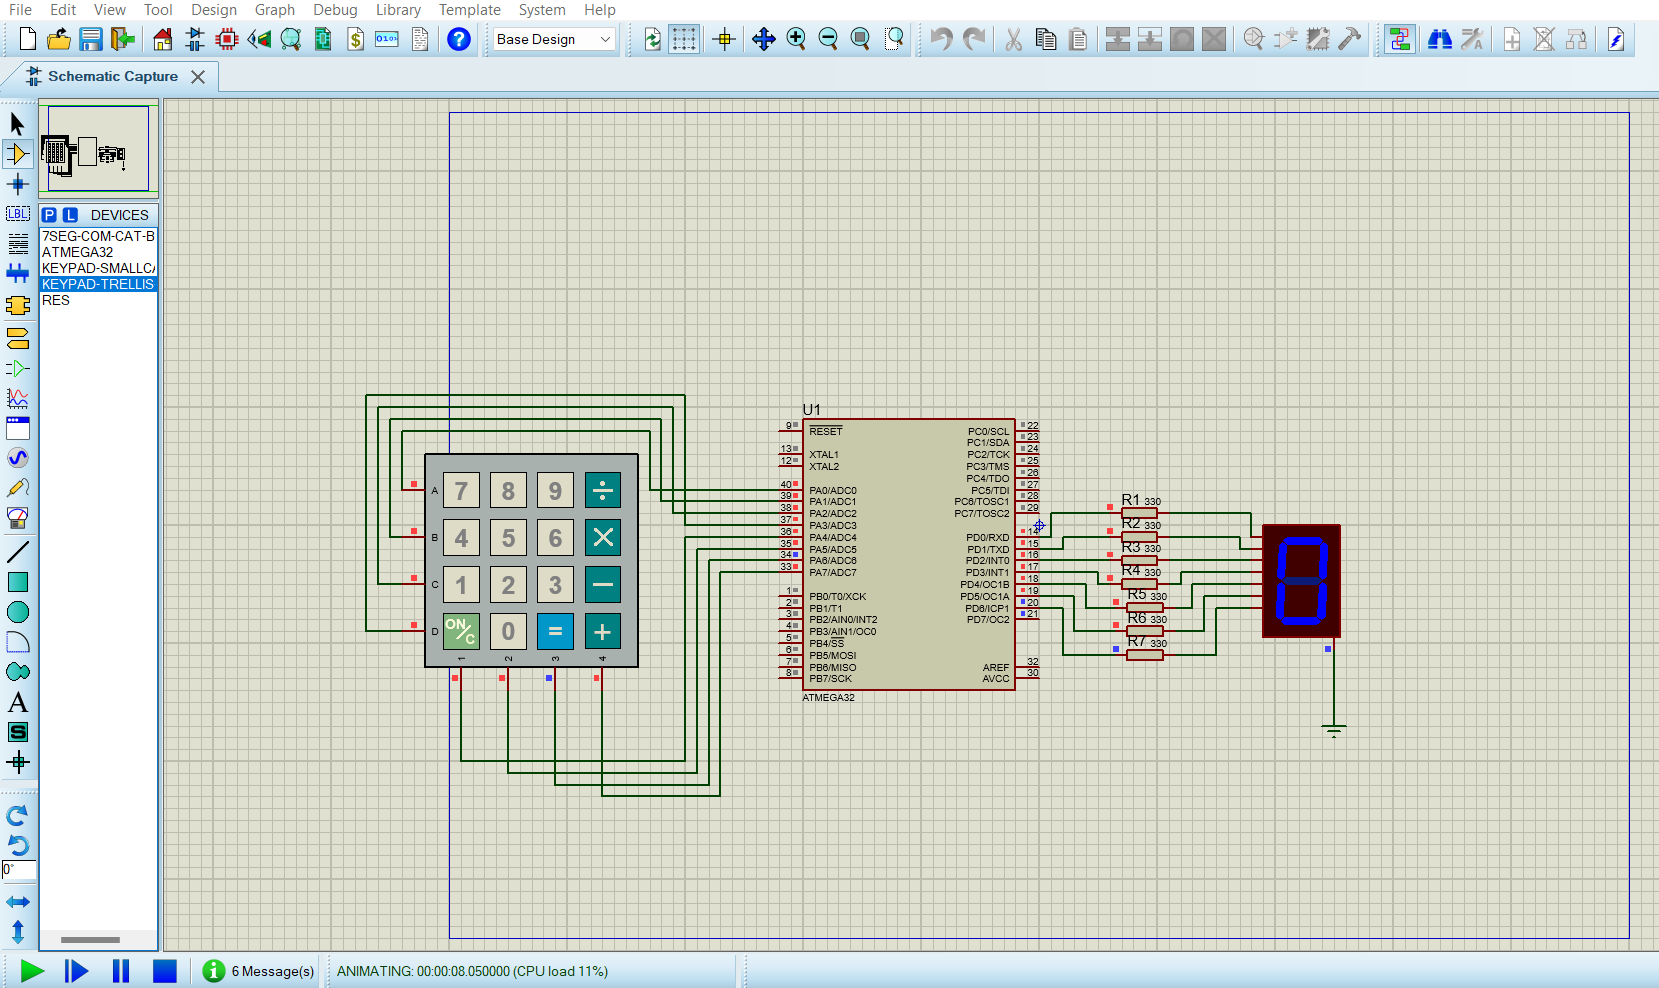 File Edit View Tool Design Graph Debug Library Template System Help
Base Design
Schematic Capture
P L DEVICES
7SEG-COM-CAT-B
ATMEGA32
KEYPAD-SMALLCA
KEYPAD-TRELLIS
RES
LBL
A
S
0°
7 8 9 ÷
4 5 6 ×
1 2 3 −
ON/C 0 = +
A
B
C
D
1 2 3 4
U1
9 RESET
13 XTAL1
12 XTAL2
40 PA0/ADC0
39 PA1/ADC1
38 PA2/ADC2
37 PA3/ADC3
36 PA4/ADC4
35 PA5/ADC5
34 PA6/ADC6
33 PA7/ADC7
1 PB0/T0/XCK
2 PB1/T1
3 PB2/AIN0/INT2
4 PB3/AIN1/OC0
5 PB4/SS
6 PB5/MOSI
7 PB6/MISO
8 PB7/SCK
PC0/SCL 22
PC1/SDA 23
PC2/TCK 24
PC3/TMS 25
PC4/TDO 26
PC5/TDI 27
PC6/TOSC1 28
PC7/TOSC2 29
PD0/RXD 14
PD1/TXD 15
PD2/INT0 16
PD3/INT1 17
PD4/OC1B 18
PD5/OC1A 19
PD6/ICP1 20
PD7/OC2 21
AREF 32
AVCC 30
ATMEGA32
R1 330
R2 330
R3 330
R4 330
R5 330
R6 330
R7 330
0
6 Message(s)
ANIMATING: 00:00:08.050000 (CPU load 11%)